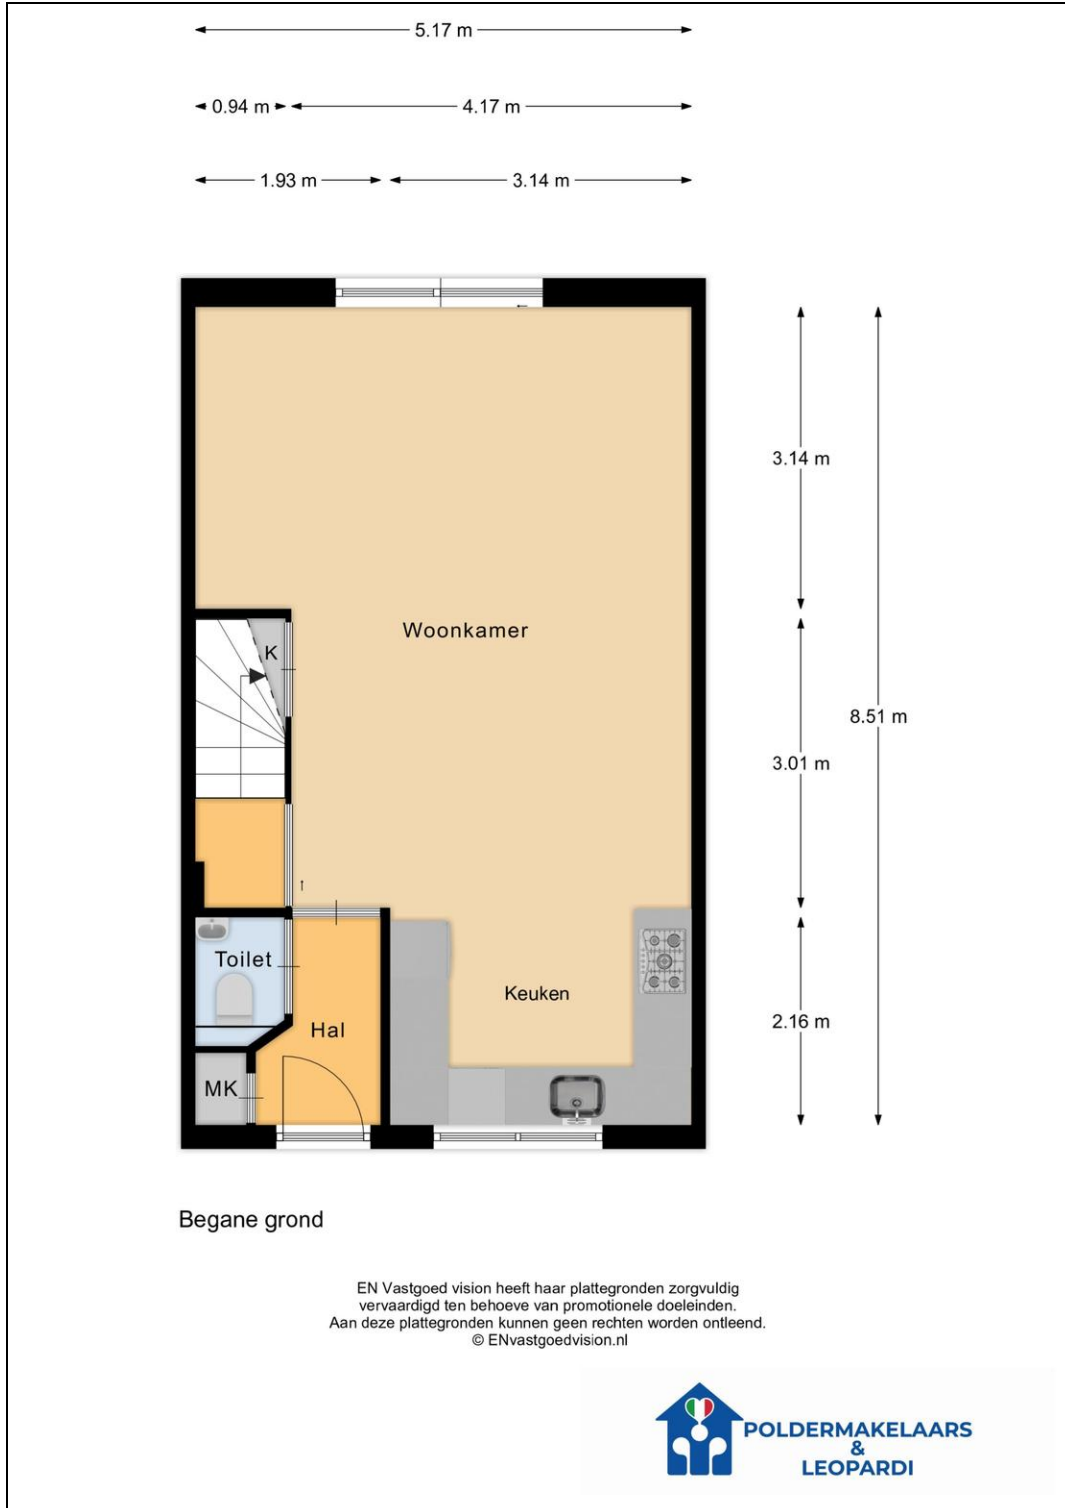 5.17 m
0.94 m
4.17 m
1.93 m
3.14 m
3.14 m
Woonkamer
K
8.51 m
3.01 m
Toilet
Keuken
Hal
2.16 m
MK
Begane grond
EN Vastgoed vision heeft haar plattegronden zorgvuldig
vervaardigd ten behoeve van promotionele doeleinden.
Aan deze plattegronden kunnen geen rechten worden ontleend.
© ENvastgoedvision.nl
POLDERMAKELAARS
&
LEOPARDI